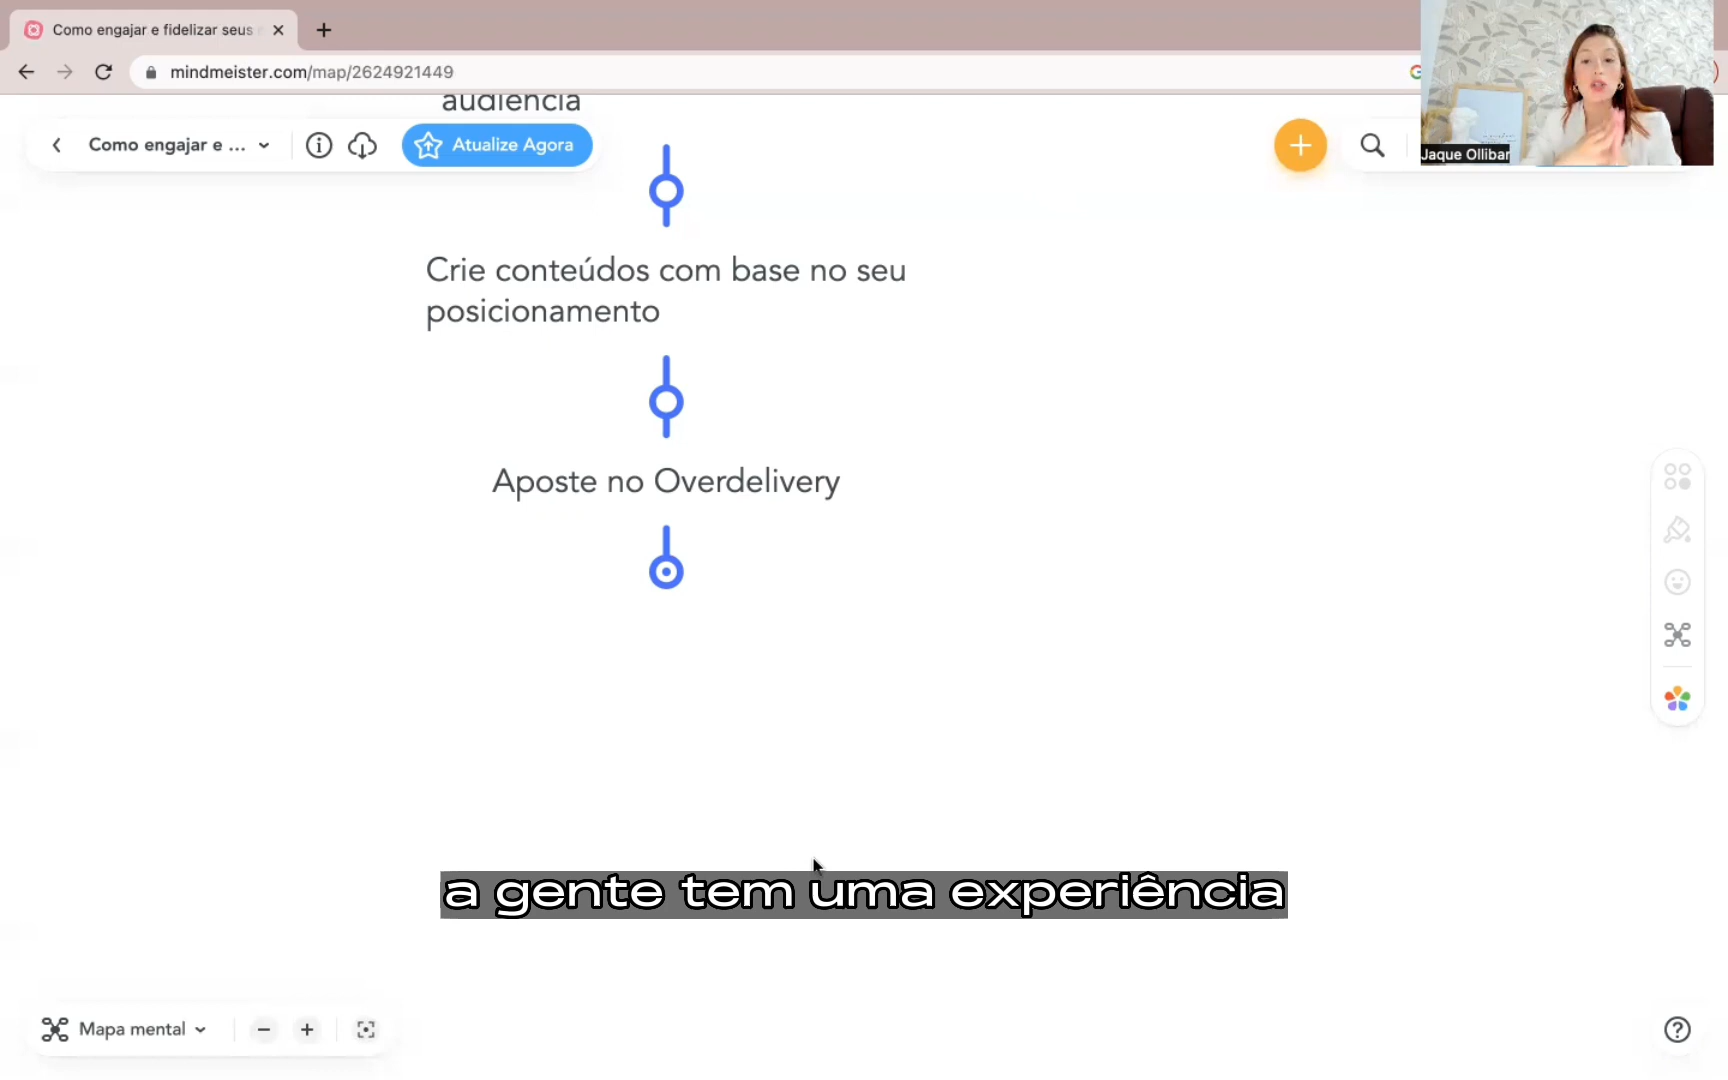 Como engajar e fidelizar seus
mindmeister.com/map/2624921449
audiência
Como engajar e ...
Atualize Agora
Jaque Ollibar
Crie conteúdos com base no seu
posicionamento
Aposte no Overdelivery
a gente tem uma experiência
Mapa mental